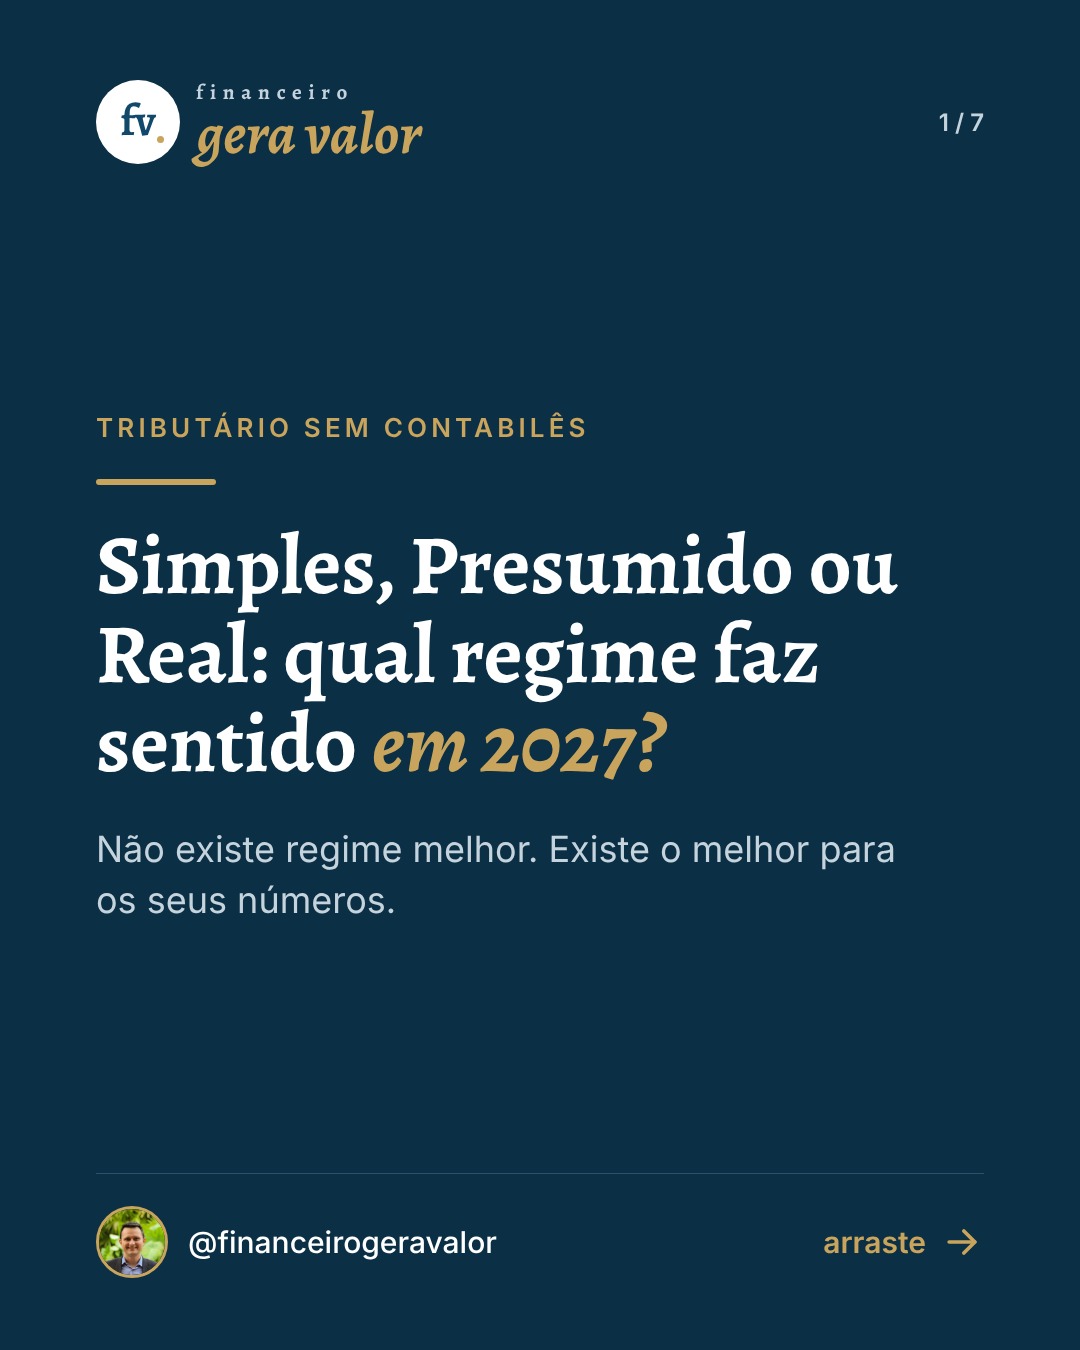 fv.
financeiro
gera valor
1 / 7
TRIBUTÁRIO SEM CONTABILÊS
Simples, Presumido ou
Real: qual regime faz
sentido em 2027?
Não existe regime melhor. Existe o melhor para
os seus números.
@financeirogeravalor
arraste →